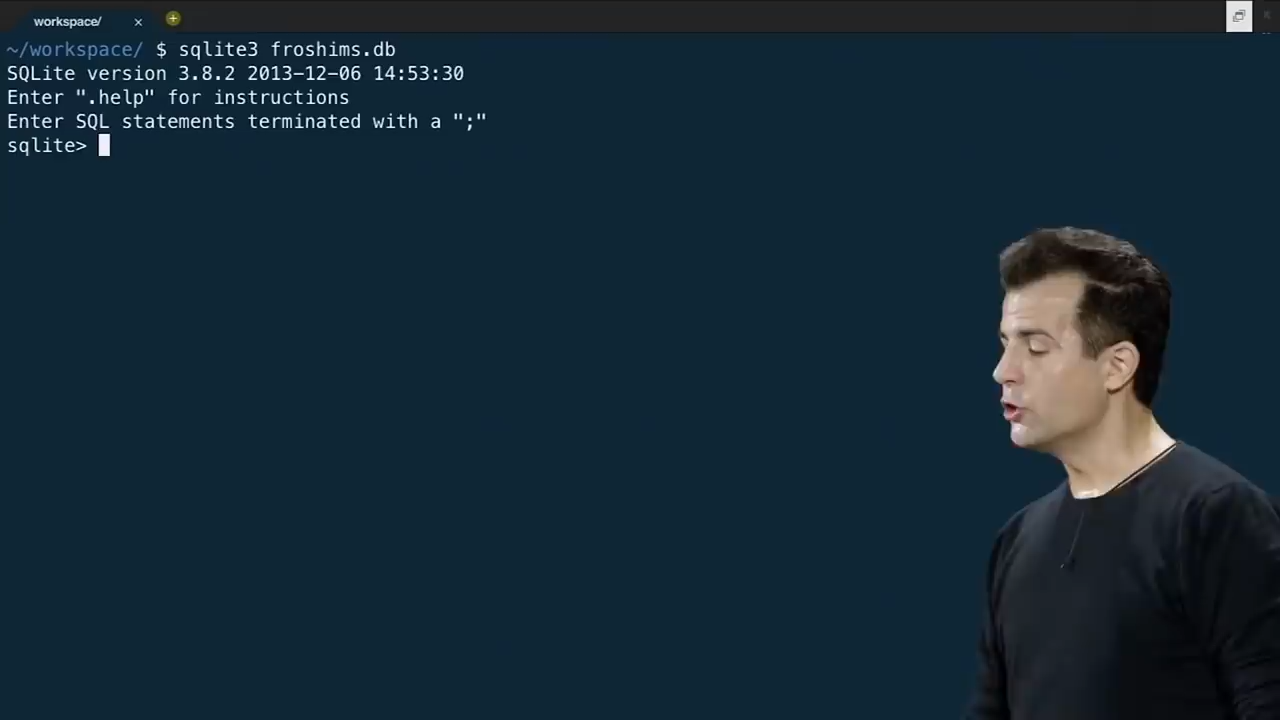 workspace/
~/workspace/ $ sqlite3 froshims.db
SQLite version 3.8.2 2013-12-06 14:53:30
Enter ".help" for instructions
Enter SQL statements terminated with a ";"
sqlite>